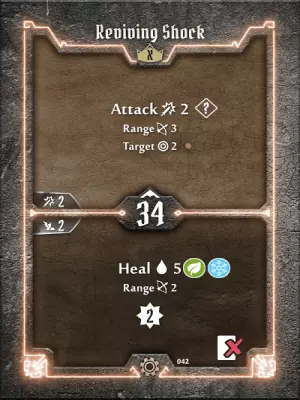 Reviving Shock
X
Attack 2 ?
Range 3
Target 2
2
34
2
Heal 5
Range 2
2
042